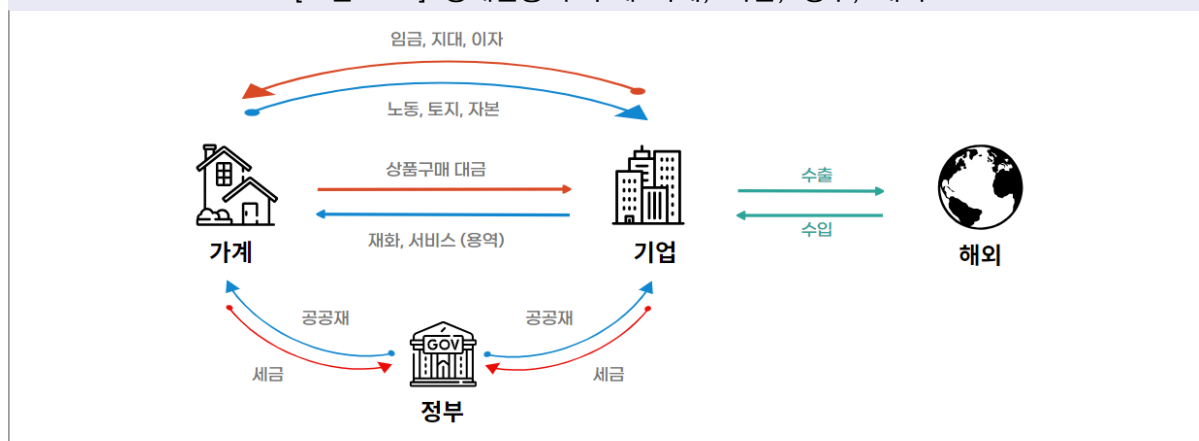 임금, 지대, 이자
노동, 토지, 자본
상품구매 대금
수출
재화, 서비스 (용역)
수입
가계
기업
해외
공공재
공공재
GOV
세금
세금
정부